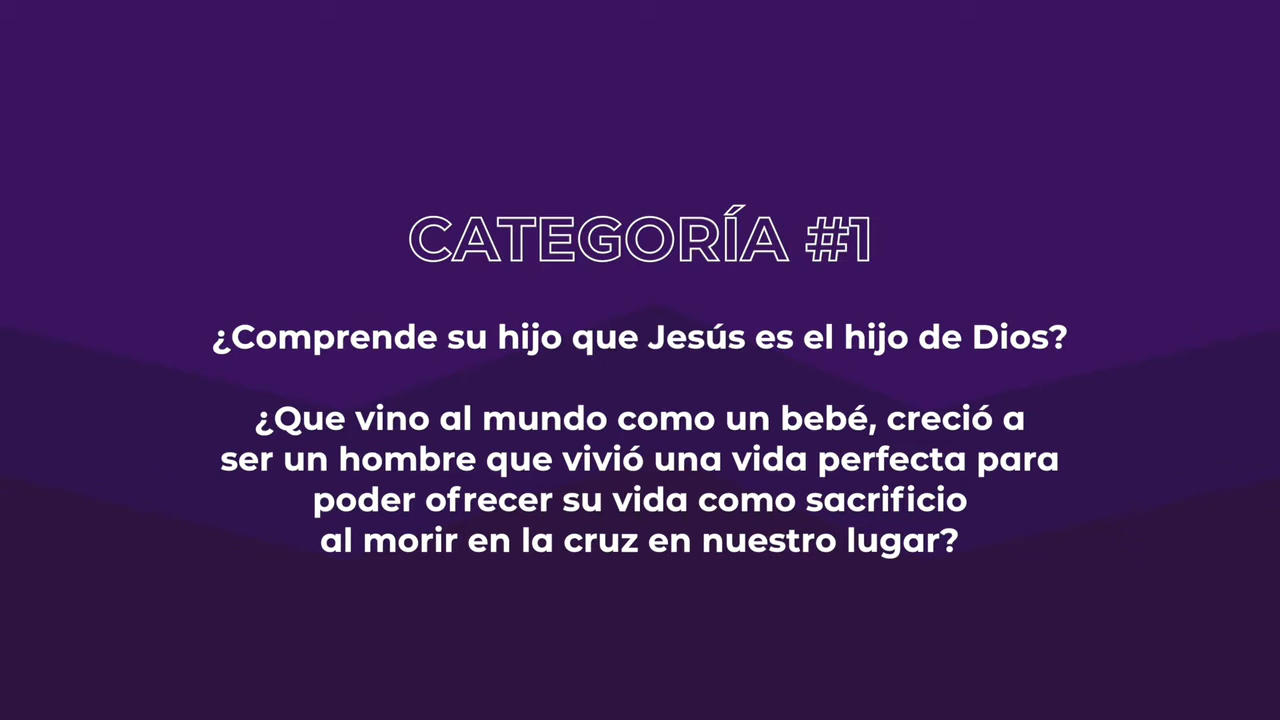 CATEGORÍA #1
¿Comprende su hijo que Jesús es el hijo de Dios?
¿Que vino al mundo como un bebé, creció a
ser un hombre que vivió una vida perfecta para
poder ofrecer su vida como sacrificio
al morir en la cruz en nuestro lugar?